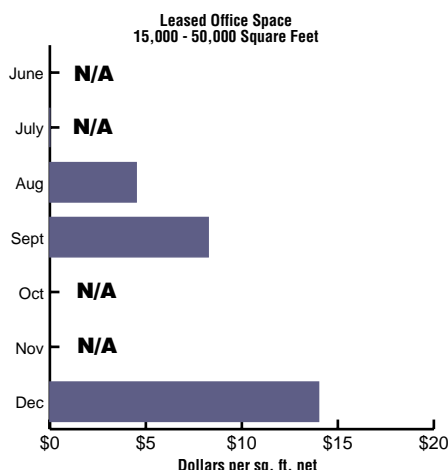 Leased Office Space
15,000 - 50,000 Square Feet
June N/A
July N/A
Aug
Sept
Oct N/A
Nov N/A
Dec
$0 $5 $10 $15 $20
Dollars per sq. ft. net